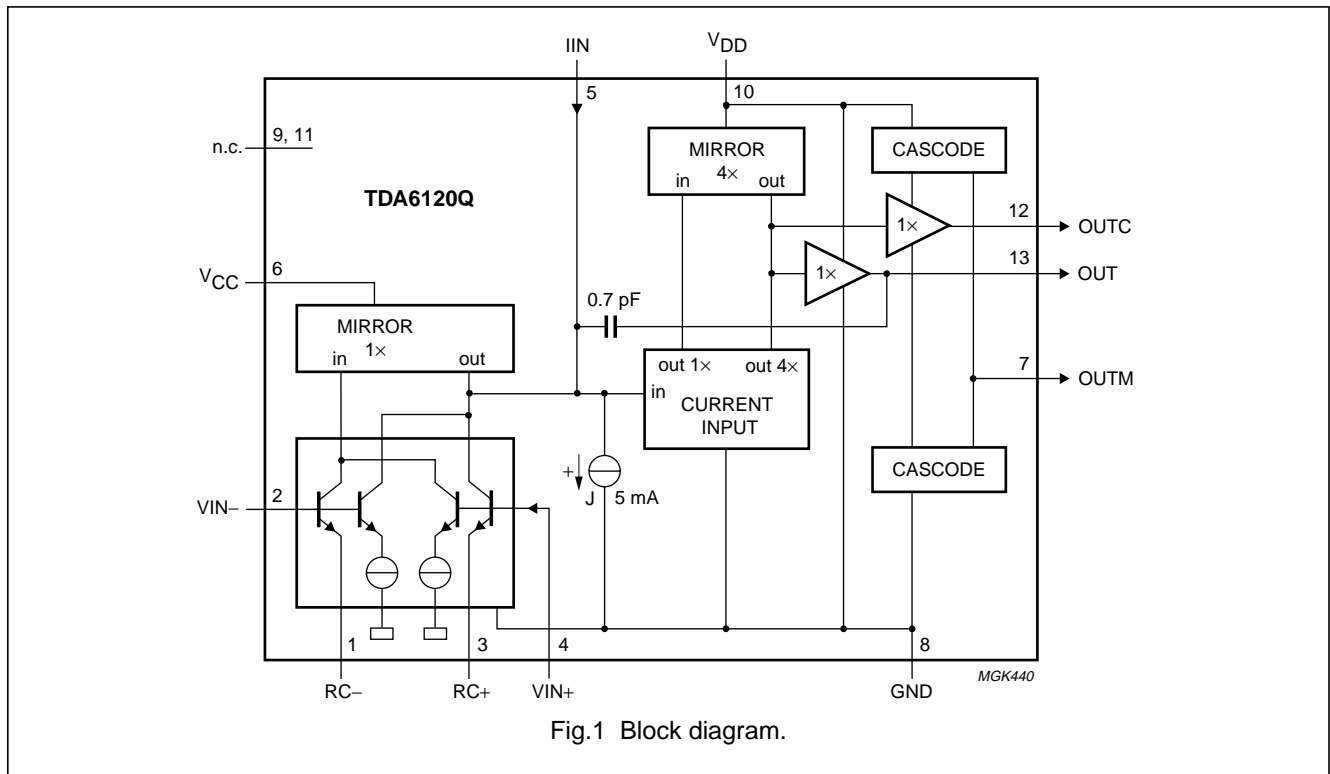 IIN
VDD
5
10
n.c.
9, 11
TDA6120Q
MIRROR
4×
in
out
CASCODE
1×
12
OUTC
1×
13
OUT
VCC
6
0.7 pF
MIRROR
1×
in
out
out 1×
out 4×
in
CURRENT
INPUT
7
OUTM
CASCODE
+
J
5 mA
VIN−
2
1
3
4
8
RC−
RC+
VIN+
GND
MGK440
Fig.1 Block diagram.